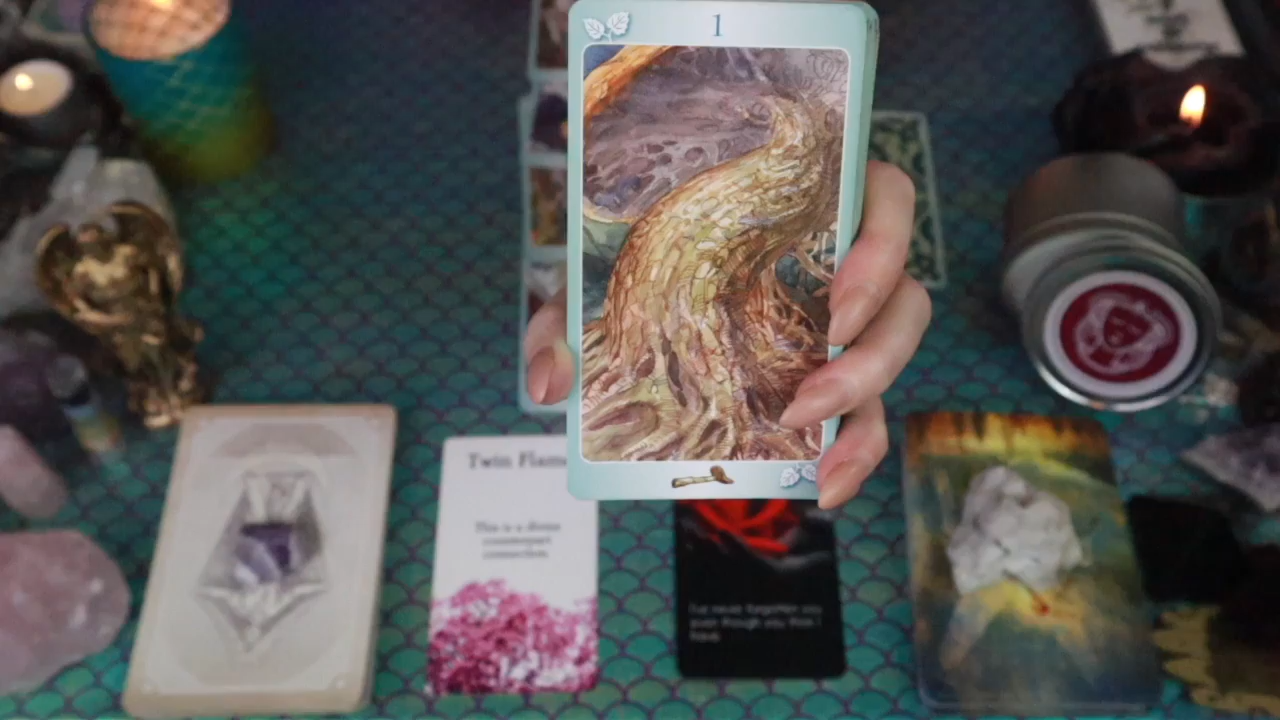 1
Twin Flame
This is a divine
counterpart
connection.
I've never forgotten you
even though you think I
have.